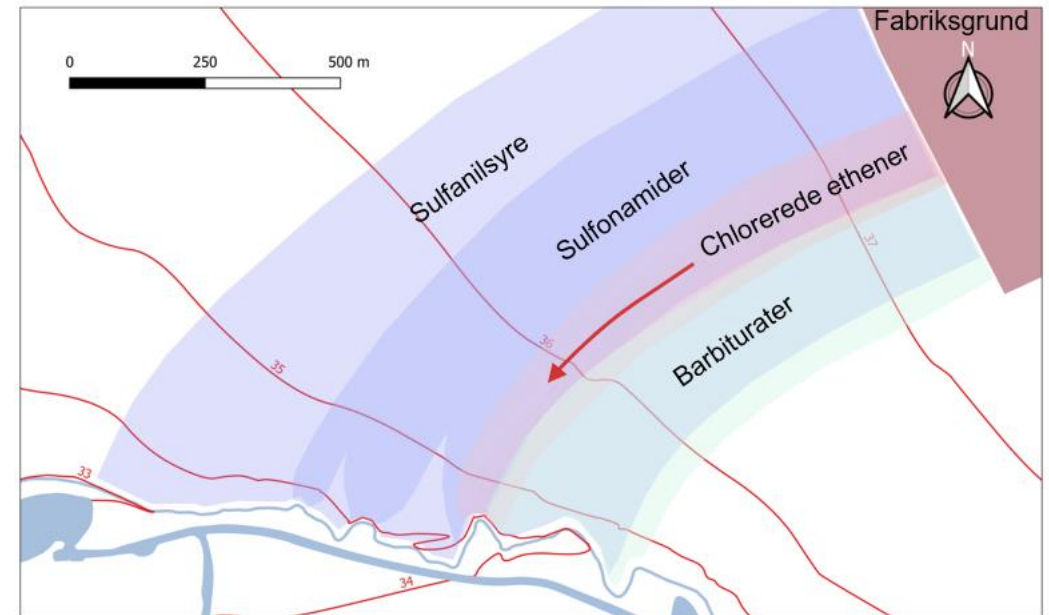 Fabriksgrund
N
0 250 500 m
Sulfanilsyre
Sulfonamider
Chlorerede ethener
Barbiturater
37
36
35
33
34